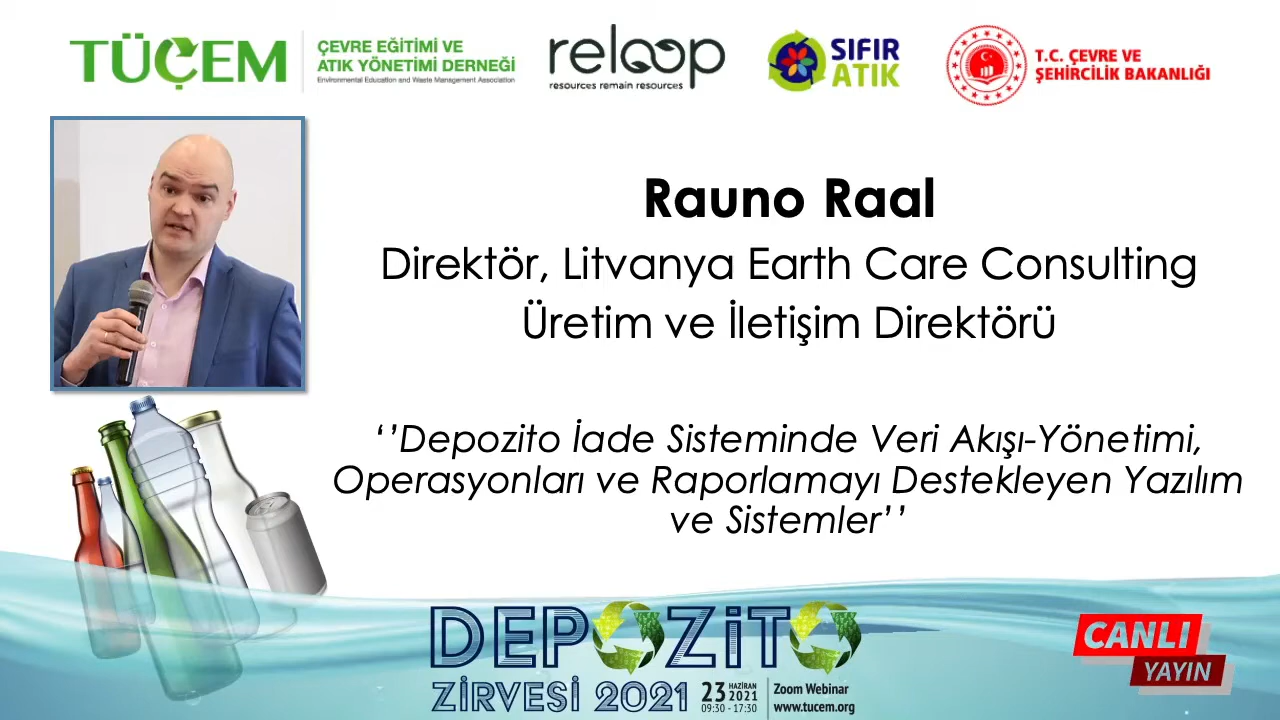 TÜÇEM
ÇEVRE EĞİTİMİ VE
ATIK YÖNETİMİ DERNEĞİ
Environmental Education and Waste Management Association
reloop
resources remain resources
SIFIR
ATIK
T.C. ÇEVRE VE
ŞEHİRCİLİK BAKANLIĞI
Rauno Raal
Direktör, Litvanya Earth Care Consulting
Üretim ve İletişim Direktörü
‘’Depozito İade Sisteminde Veri Akışı-Yönetimi,
Operasyonları ve Raporlamayı Destekleyen Yazılım
ve Sistemler’’
DEPOZİTO
ZİRVESİ 2021
23 HAZİRAN 2021
09:30 - 17:30
Zoom Webinar
www.tucem.org
CANLI
YAYIN